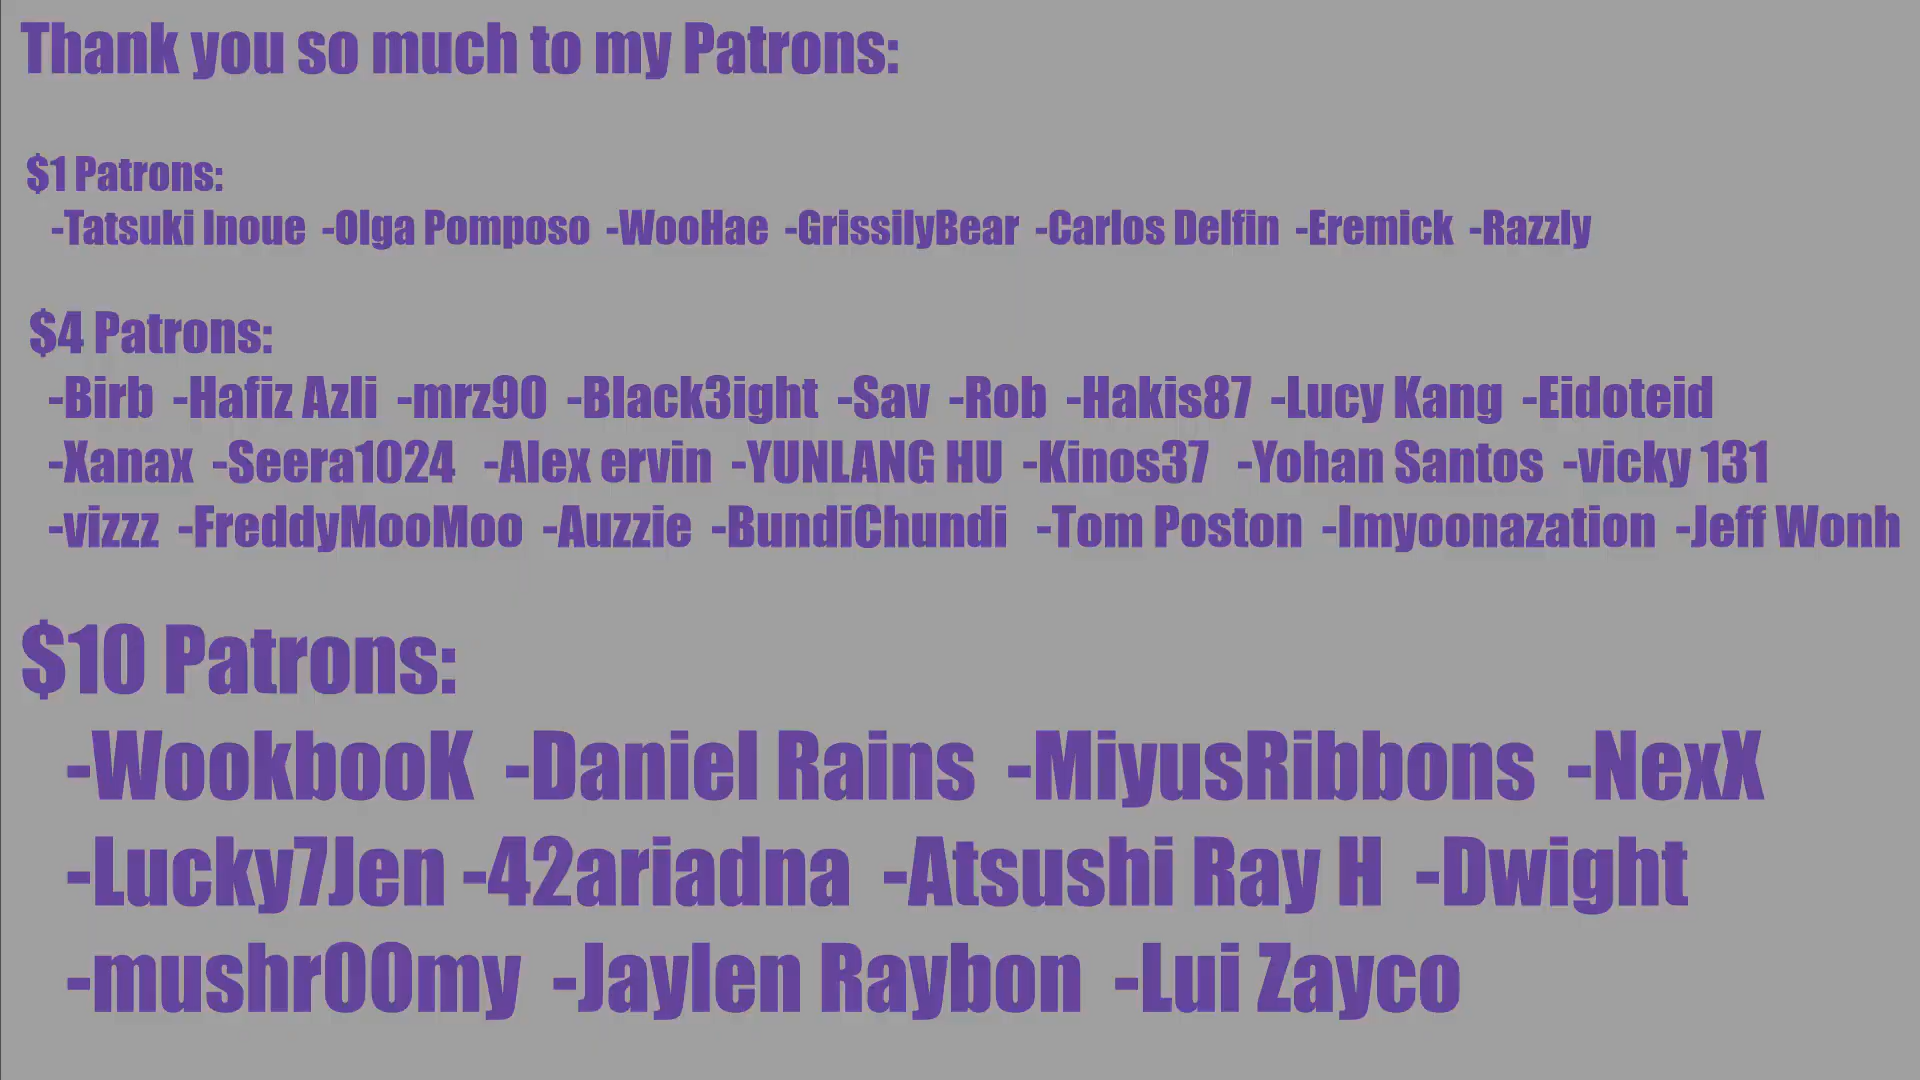 Thank you so much to my Patrons:
$1 Patrons:
-Tatsuki Inoue -Olga Pomposo -WooHae -GrissilyBear -Carlos Delfin -Eremick -Razzly
$4 Patrons:
-Birb -Hafiz Azli -mrz90 -Black3ight -Sav -Rob -Hakis87 -Lucy Kang -Eidoteid
-Xanax -Seera1024 -Alex ervin -YUNLANG HU -Kinos37 -Yohan Santos -vicky 131
-vizzz -FreddyMooMoo -Auzzie -BundiChundi -Tom Poston -Imyoonazation -Jeff Wonh
$10 Patrons:
-WookbooK -Daniel Rains -MiyusRibbons -NexX
-Lucky7Jen -42ariadna -Atsushi Ray H -Dwight
-mushr00my -Jaylen Raybon -Lui Zayco